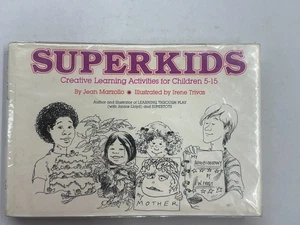 SUPERKIDS
Creative Learning Activities for Children 5-15
By Jean Marzollo • Illustrated by Irene Trivas
Author and illustrator of LEARNING THROUGH PLAY
(with Janice Lloyd) and SUPERTOT
MOTHER
MY